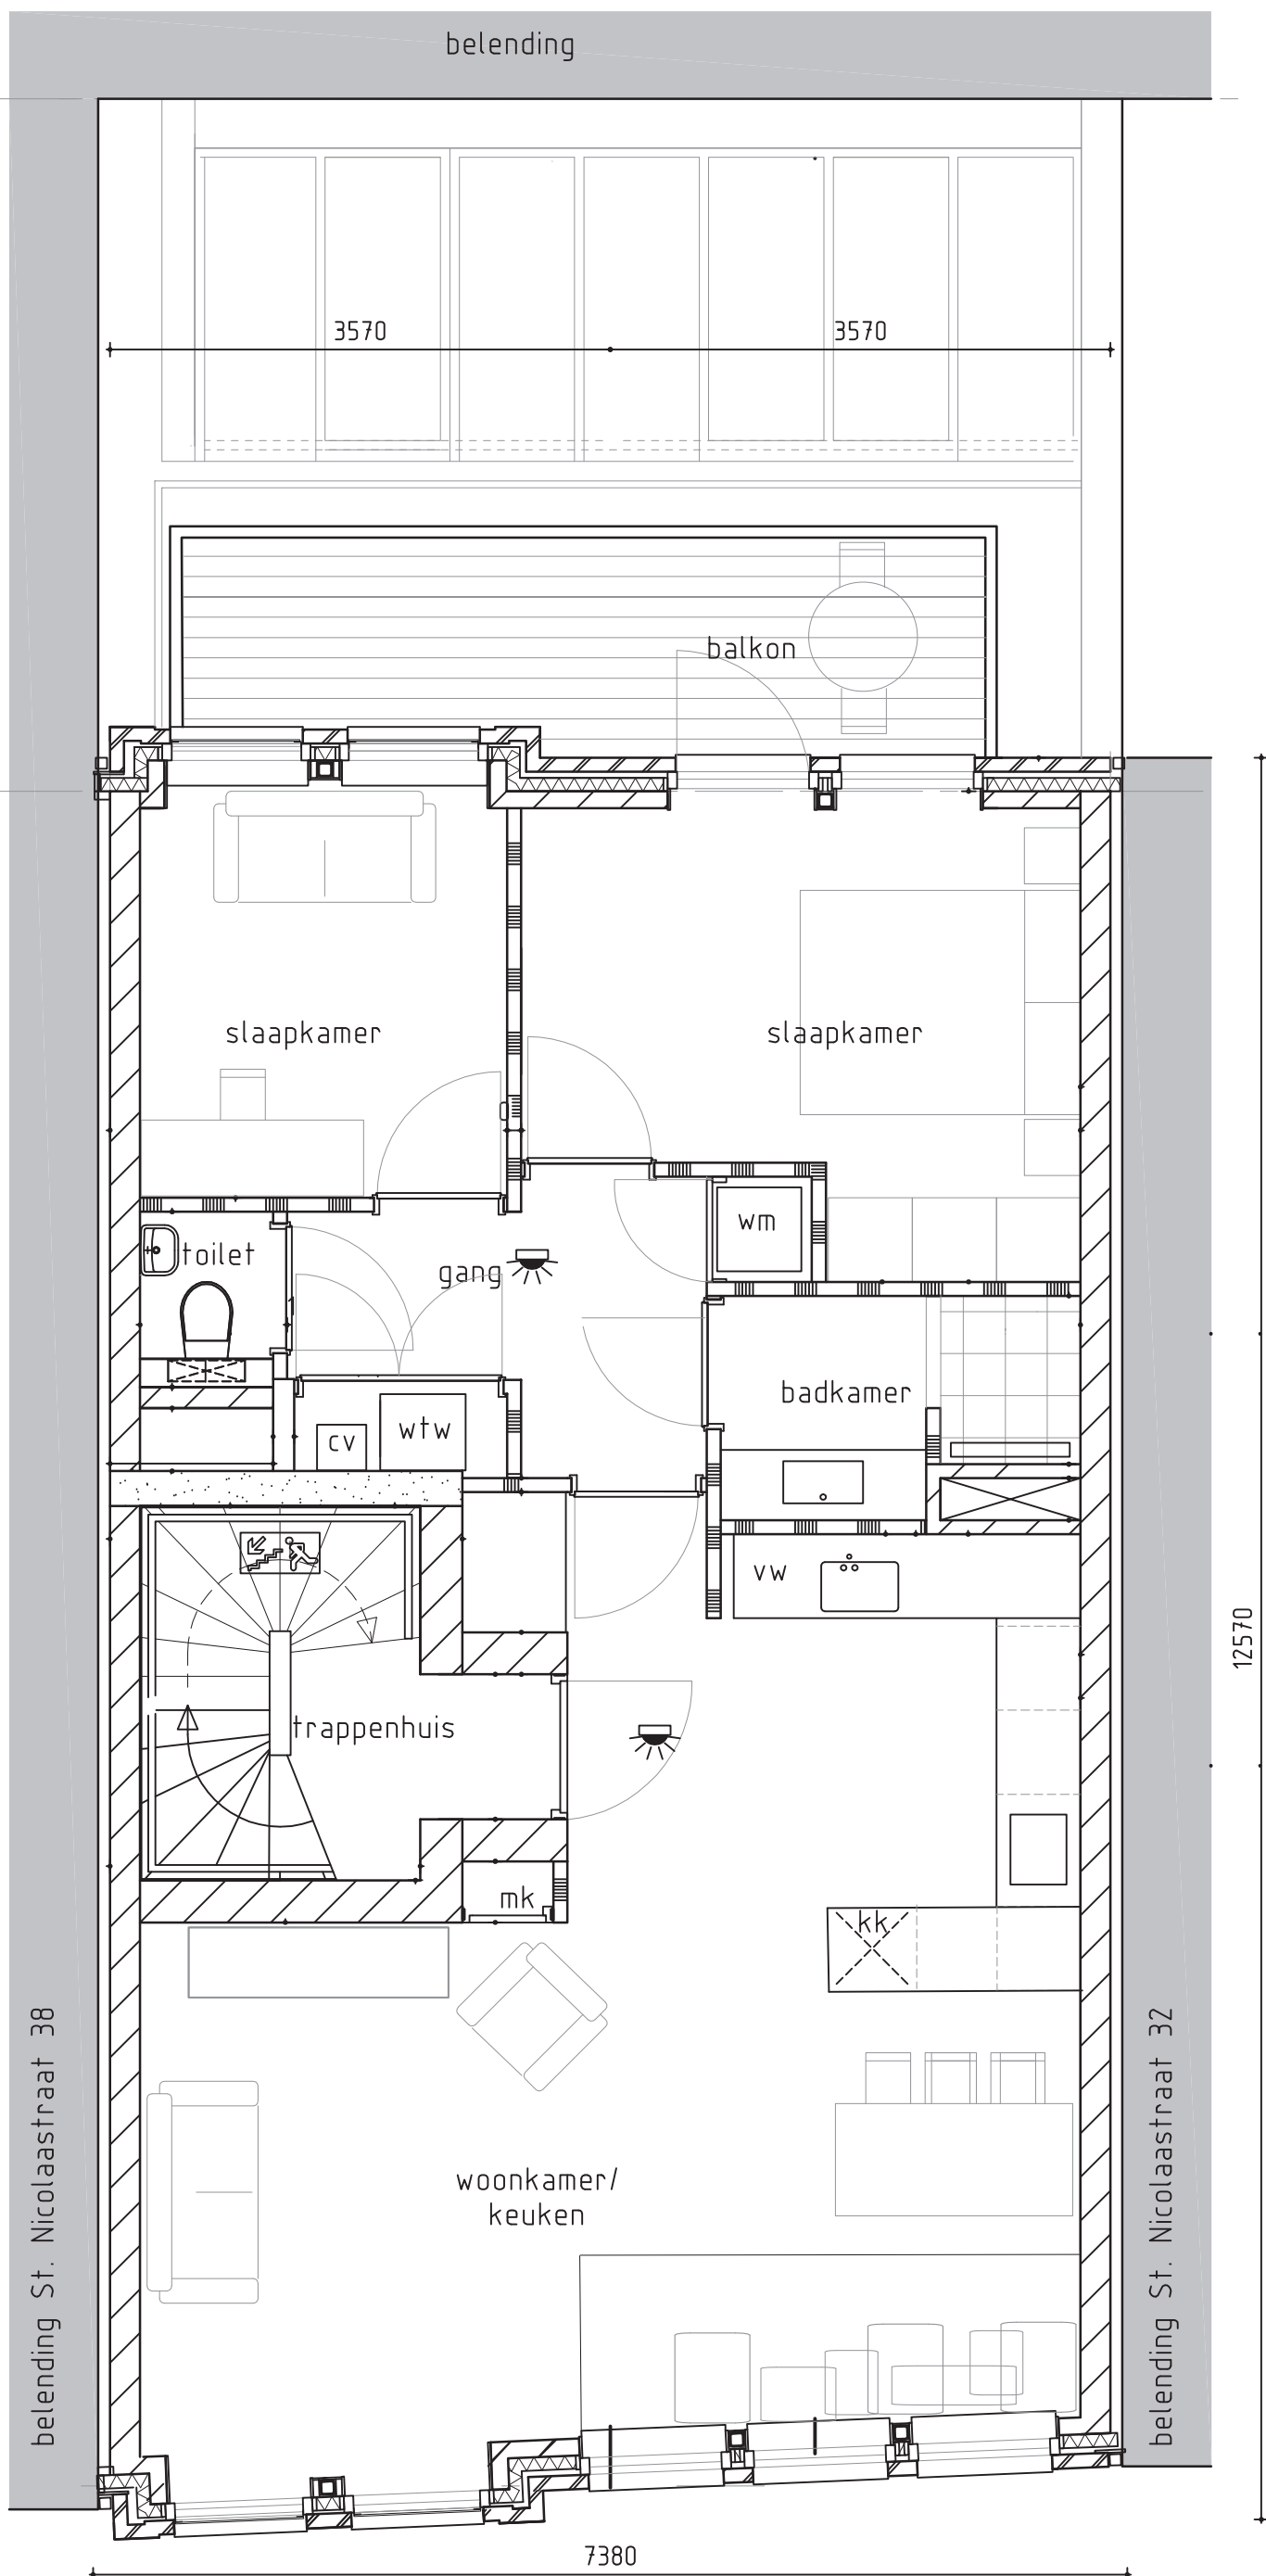 belending
3570
3570
balkon
slaapkamer
slaapkamer
wm
toilet
gang
badkamer
cv
wtw
vw
12570
trappenhuis
mk
kk
belending St. Nicolaastraat 38
belending St. Nicolaastraat 32
woonkamer/
keuken
7380